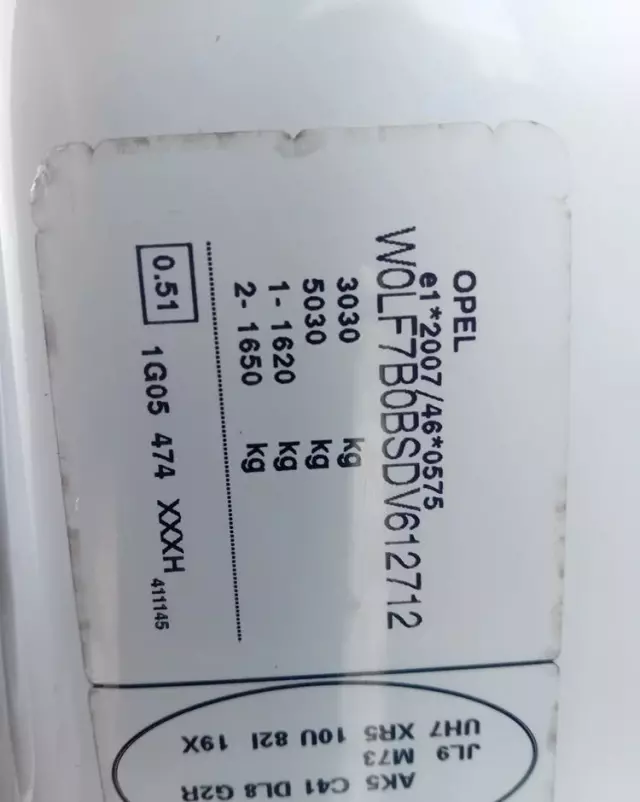 OPEL
e1*2007/46*0575
W0LF7B0BSDV612712
3030 kg
5030 kg
1- 1620 kg
2- 1650 kg
0.51 1G05 474 XXXH 411145
AK5 C41 DL8 G2R
JL9 M73
UH7 XR5 10U 82I 19X